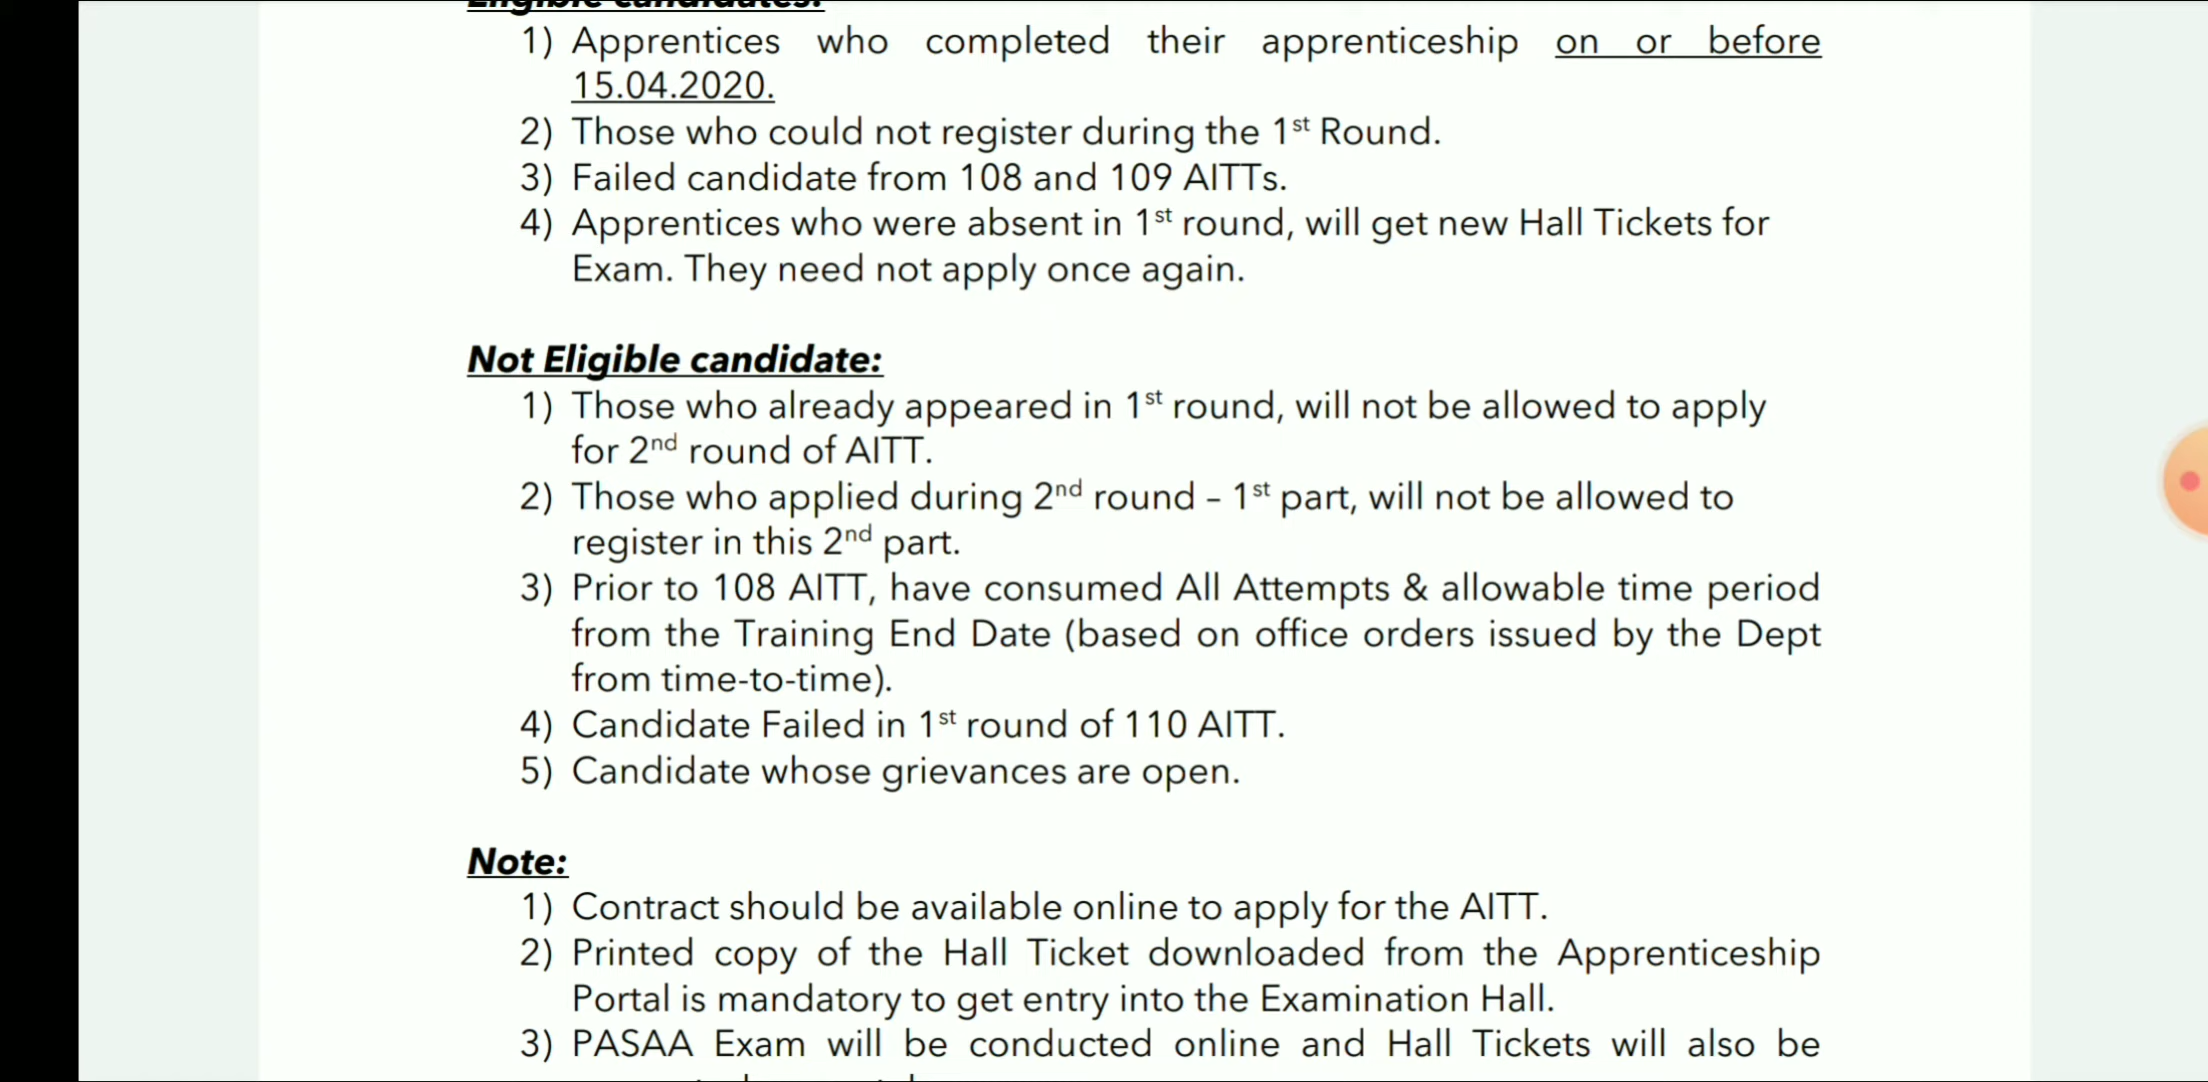 Eligible candidates:
1) Apprentices who completed their apprenticeship on or before
15.04.2020.
2) Those who could not register during the 1st Round.
3) Failed candidate from 108 and 109 AITTs.
4) Apprentices who were absent in 1st round, will get new Hall Tickets for
Exam. They need not apply once again.
Not Eligible candidate:
1) Those who already appeared in 1st round, will not be allowed to apply
for 2nd round of AITT.
2) Those who applied during 2nd round – 1st part, will not be allowed to
register in this 2nd part.
3) Prior to 108 AITT, have consumed All Attempts & allowable time period
from the Training End Date (based on office orders issued by the Dept
from time-to-time).
4) Candidate Failed in 1st round of 110 AITT.
5) Candidate whose grievances are open.
Note:
1) Contract should be available online to apply for the AITT.
2) Printed copy of the Hall Ticket downloaded from the Apprenticeship
Portal is mandatory to get entry into the Examination Hall.
3) PASAA Exam will be conducted online and Hall Tickets will also be